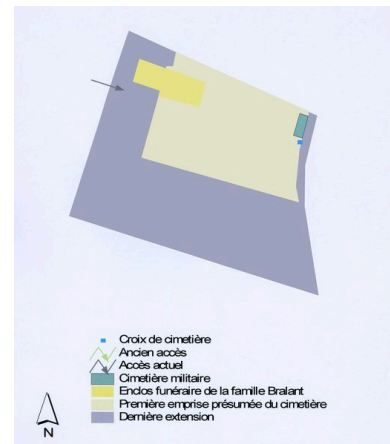 Croix de cimetière
Ancien accès
Accès actuel
Cimetière militaire
Enclos funéraire de la famille Bralant
Première emprise présumée du cimetière
Dernière extension
N